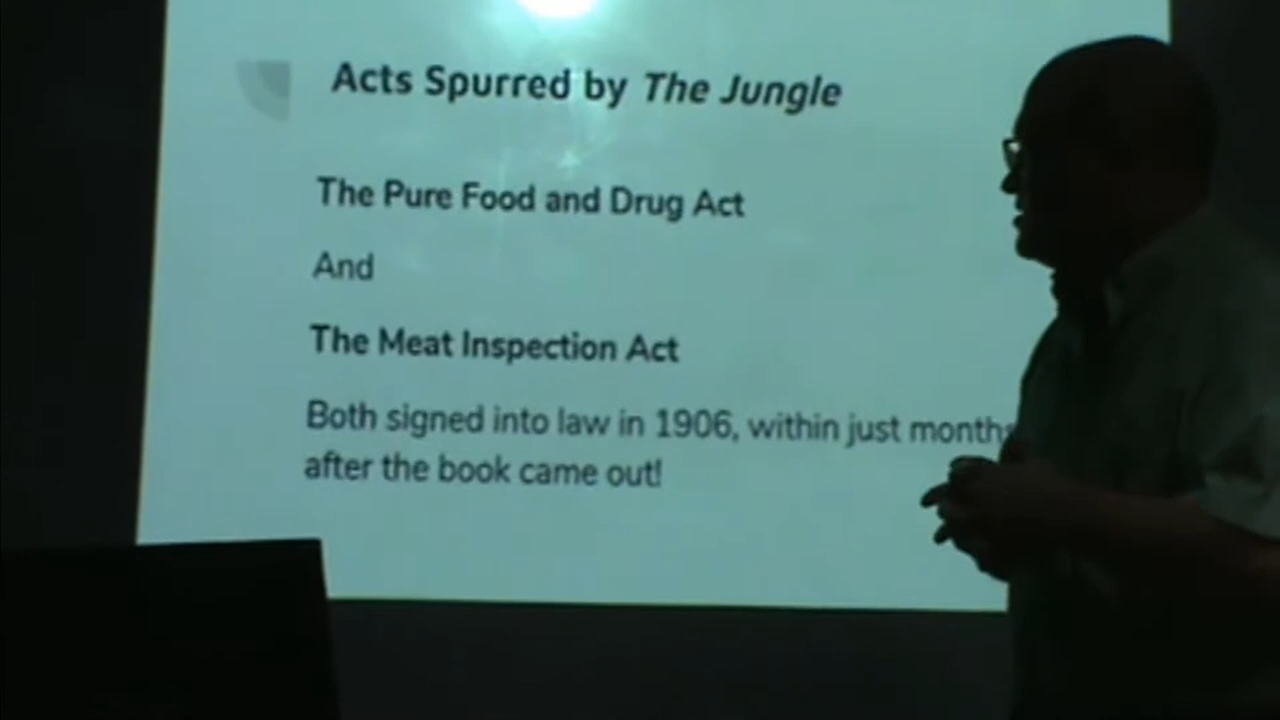 Acts Spurred by The Jungle
The Pure Food and Drug Act
And
The Meat Inspection Act
Both signed into law in 1906, within just months
after the book came out!